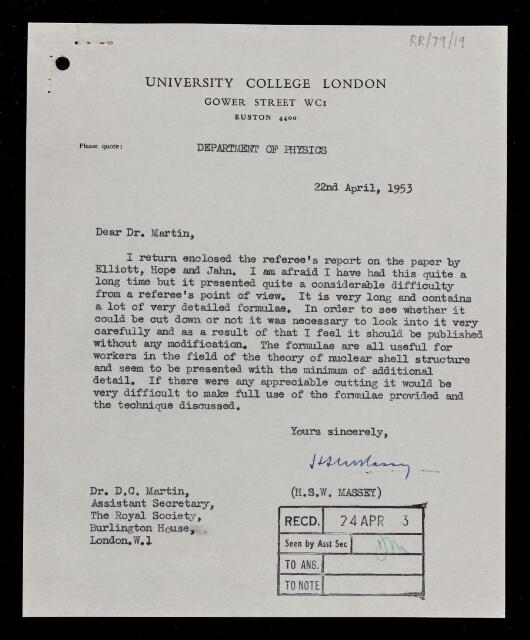 RR/79/19
UNIVERSITY COLLEGE LONDON
GOWER STREET WC1
EUSTON 4400
Please quote:
DEPARTMENT OF PHYSICS
22nd April, 1953
Dear Dr. Martin,
I return enclosed the referee's report on the paper by
Elliott, Hope and Jahn. I am afraid I have had this quite a
long time but it presented quite a considerable difficulty
from a referee's point of view. It is very long and contains
a lot of very detailed formulae. In order to see whether it
could be cut down or not it was necessary to look into it very
carefully and as a result of that I feel it should be published
without any modification. The formulae are all useful for
workers in the field of the theory of nuclear shell structure
and seem to be presented with the minimum of additional
detail. If there were any appreciable cutting it would be
very difficult to make full use of the formulae provided and
the technique discussed.
Yours sincerely,
HSWMassey
(H.S.W. MASSEY)
Dr. D.C. Martin,
Assistant Secretary,
The Royal Society,
Burlington House,
London.W.1
RECD. 24 APR 3
Seen by Asst Sec
TO ANS.
TO NOTE